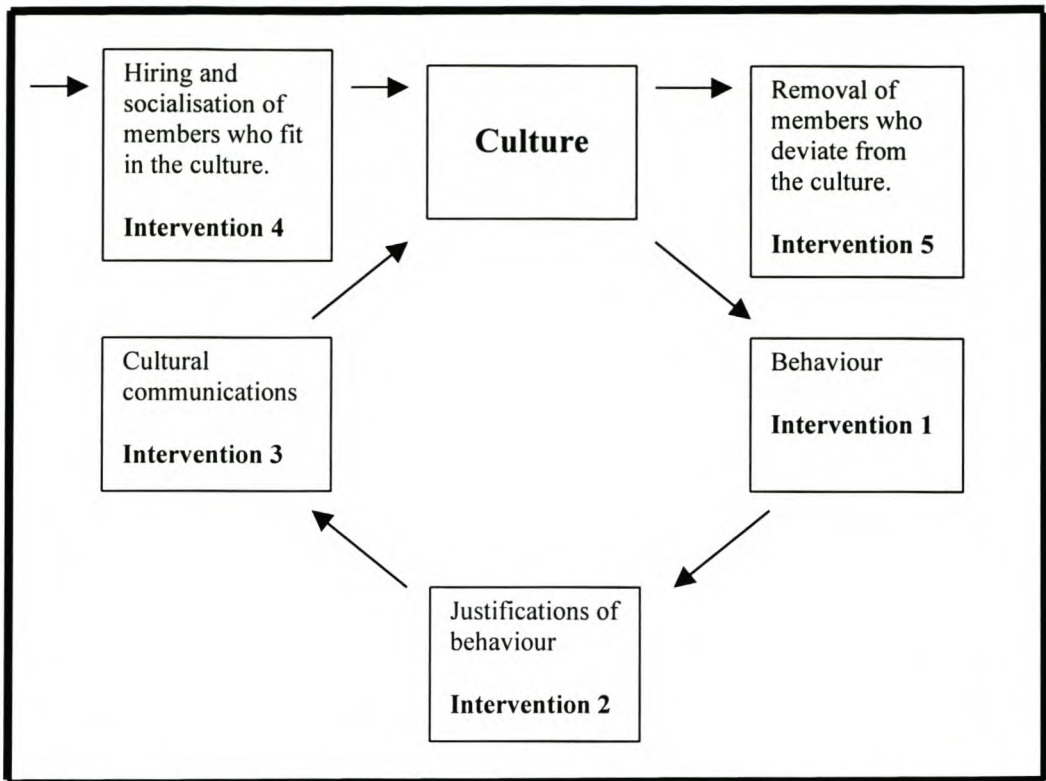 Hiring and
socialisation of
members who fit
in the culture.
Intervention 4
Culture
Removal of
members who
deviate from
the culture.
Intervention 5
Cultural
communications
Intervention 3
Behaviour
Intervention 1
Justifications of
behaviour
Intervention 2